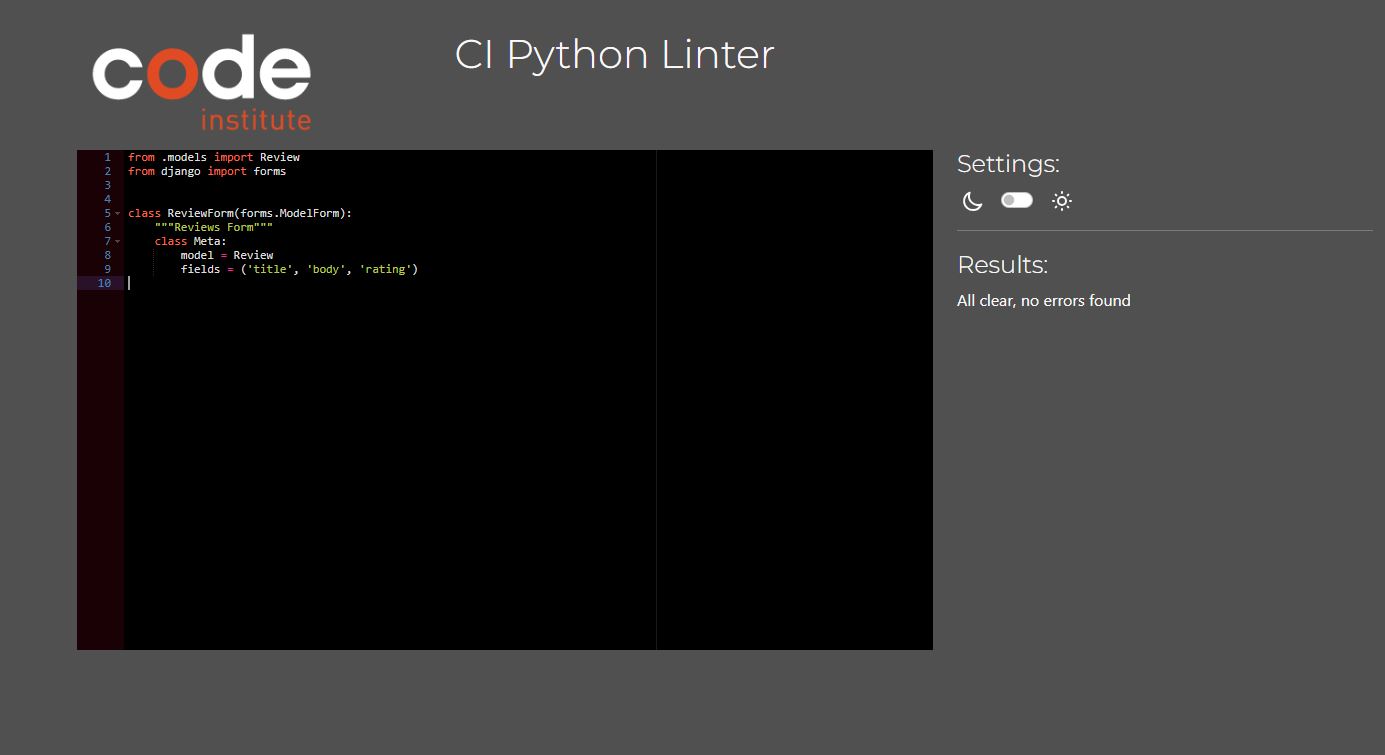 code
institute
CI Python Linter
1 from .models import Review
2 from django import forms
3
4
5 class ReviewForm(forms.ModelForm):
6     """Reviews Form"""
7     class Meta:
8         model = Review
9         fields = ('title', 'body', 'rating')
10
Settings:
Results:
All clear, no errors found